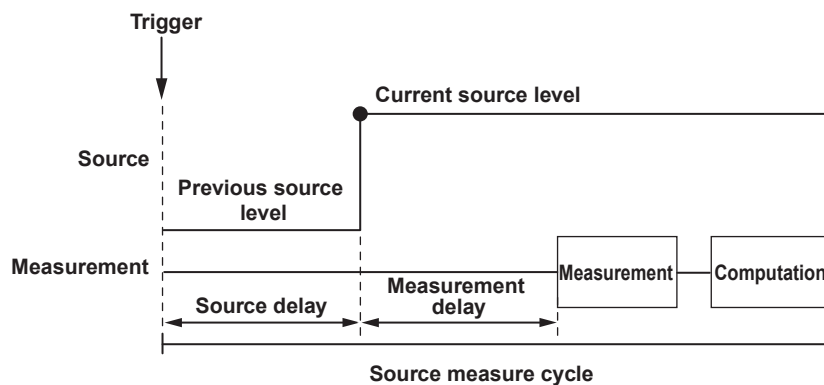 Trigger
Current source level
Source
Previous source
level
Measurement
Measurement
Computation
Source delay
Measurement
delay
Source measure cycle